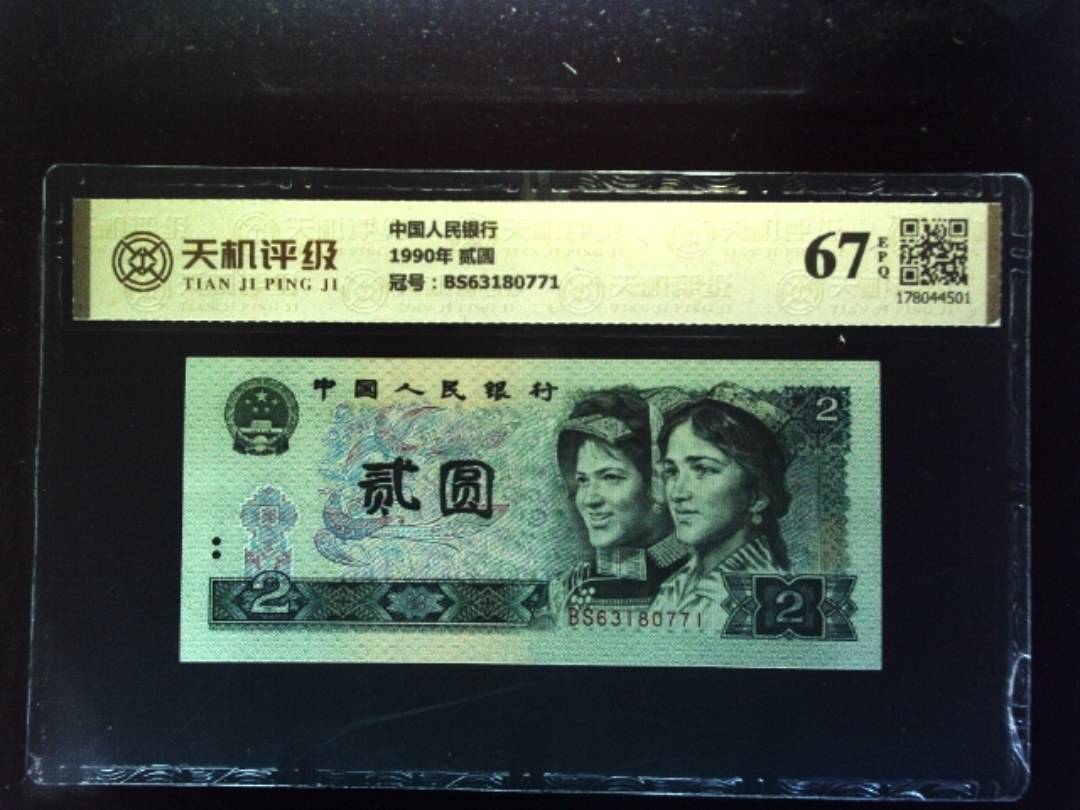 天机评级
TIAN JI PING JI
中国人民银行
1990年 贰圆
冠号：BS63180771
67
EPQ
178044501
中国人民银行
2
贰圆
2
BS63180771
2